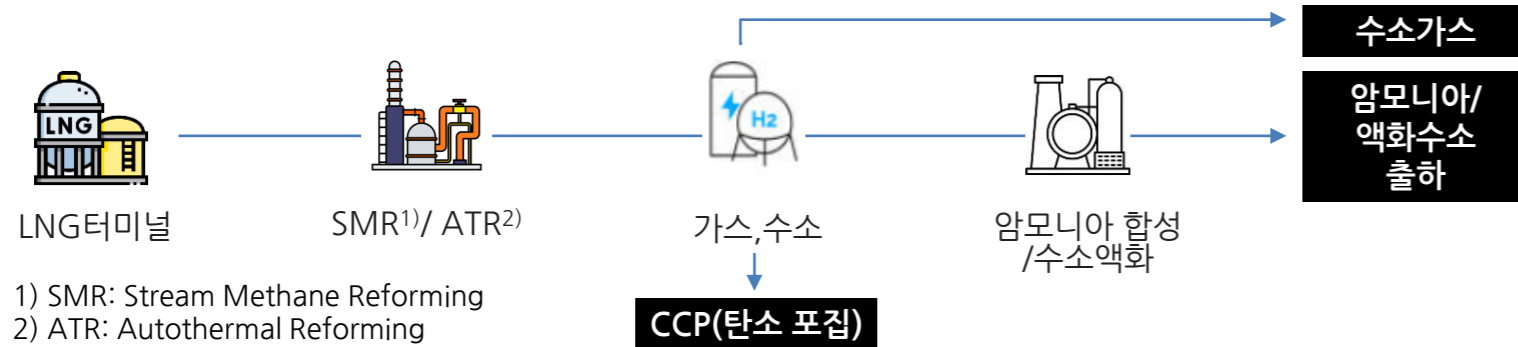 수소가스
암모니아/
액화수소
출하
LNG
H2
LNG터미널
SMR1)/ ATR2)
가스,수소
암모니아 합성
/수소액화
1) SMR: Stream Methane Reforming
2) ATR: Autothermal Reforming
CCP(탄소 포집)